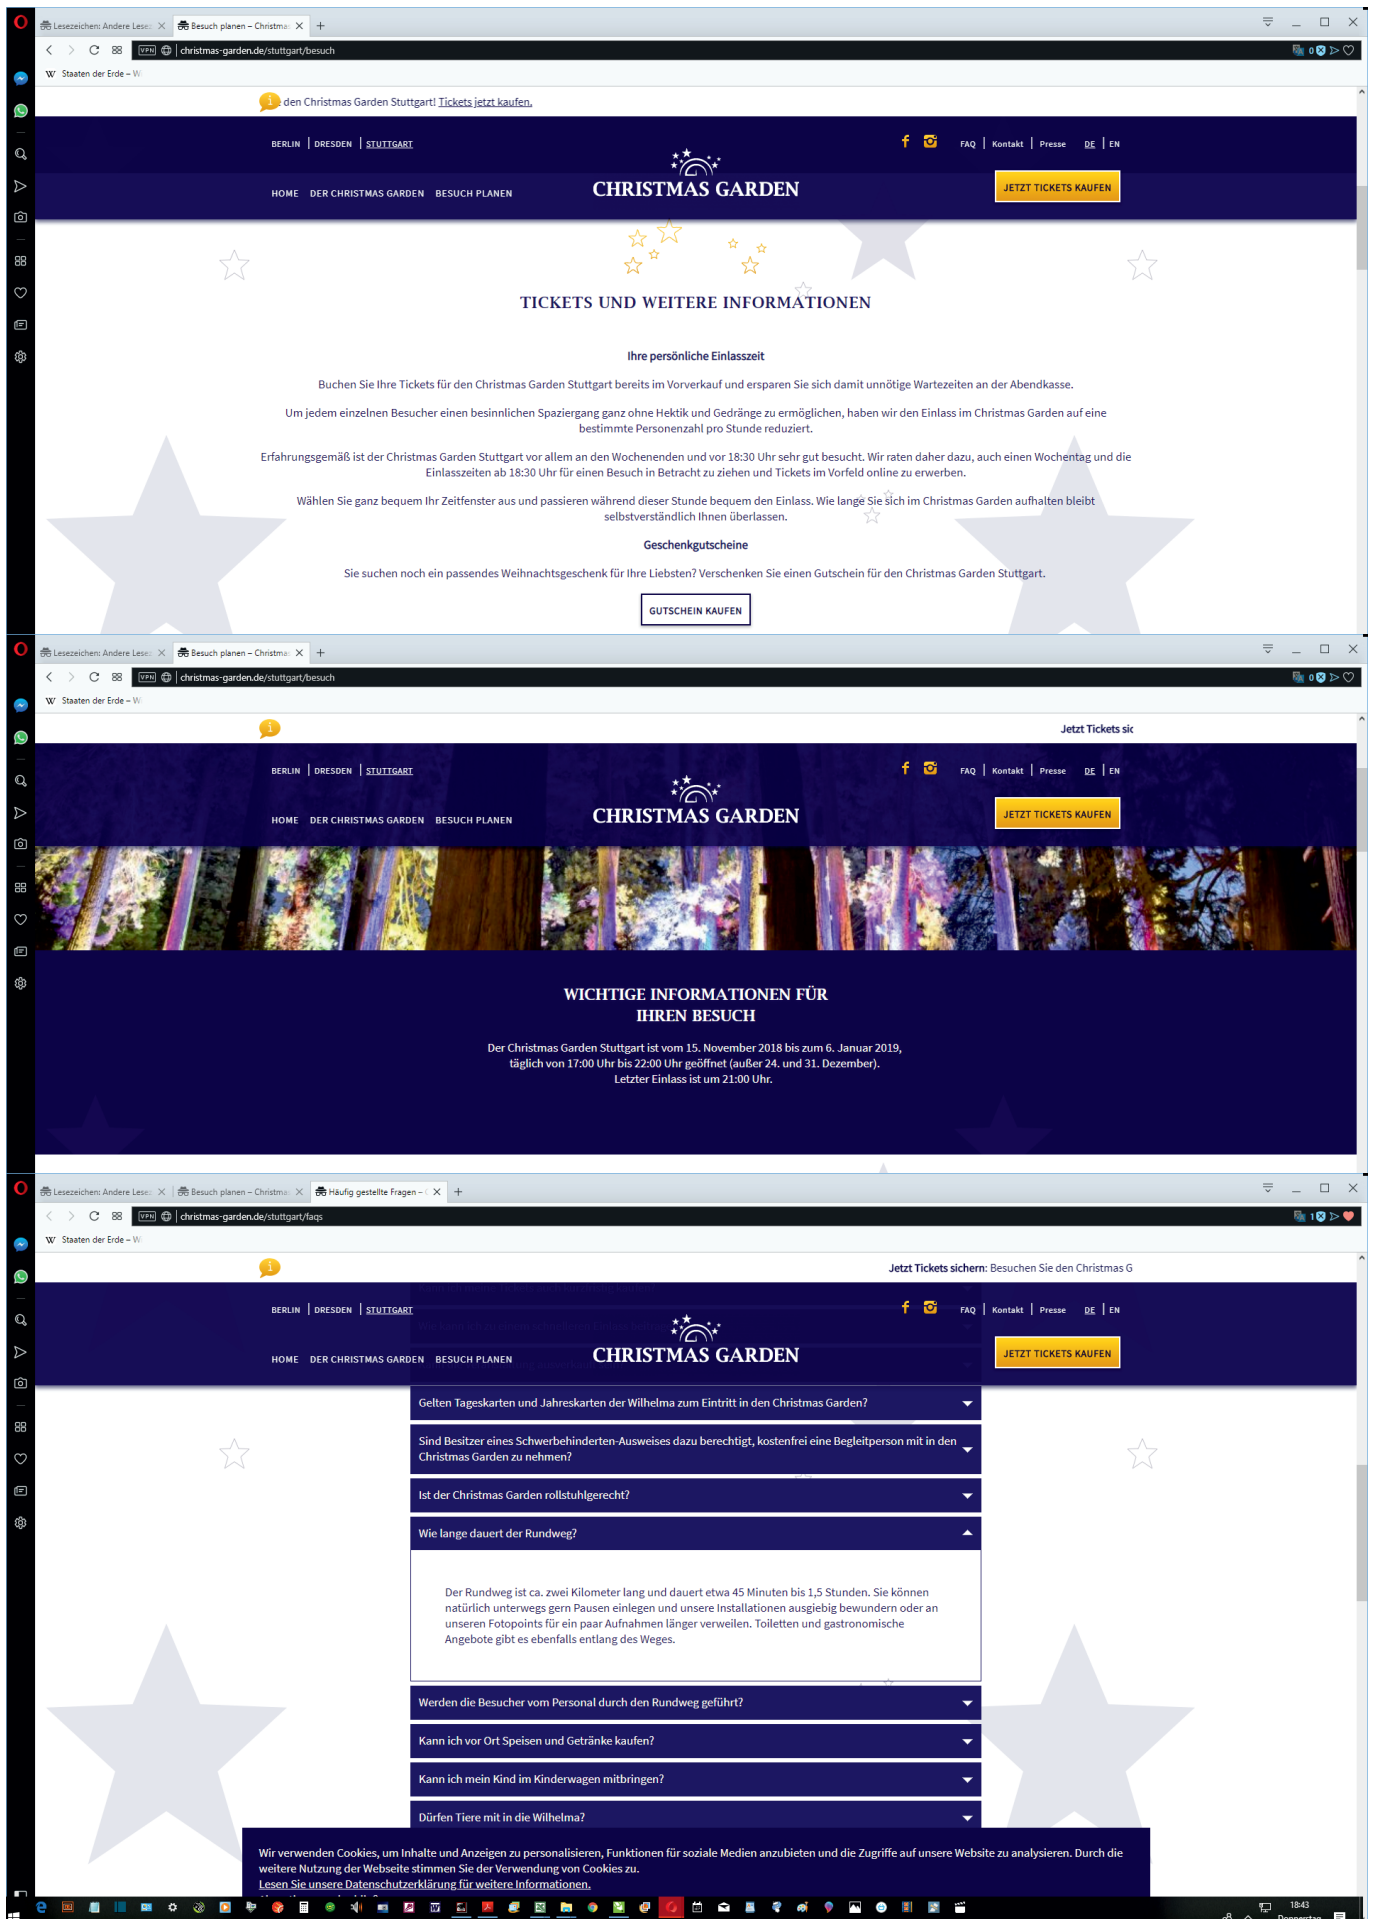 Lesezeichen: Andere Lesez
Besuch planen – Christmas
VPN christmas-garden.de/stuttgart/besuch 0
W Staaten der Erde – W
den Christmas Garden Stuttgart! Tickets jetzt kaufen.
BERLIN | DRESDEN | STUTTGART
FAQ | Kontakt | Presse DE | EN
HOME DER CHRISTMAS GARDEN BESUCH PLANEN
CHRISTMAS GARDEN
JETZT TICKETS KAUFEN
TICKETS UND WEITERE INFORMATIONEN
Ihre persönliche Einlasszeit
Buchen Sie Ihre Tickets für den Christmas Garden Stuttgart bereits im Vorverkauf und ersparen Sie sich damit unnötige Wartezeiten an der Abendkasse.
Um jedem einzelnen Besucher einen besinnlichen Spaziergang ganz ohne Hektik und Gedränge zu ermöglichen, haben wir den Einlass im Christmas Garden auf eine
bestimmte Personenzahl pro Stunde reduziert.
Erfahrungsgemäß ist der Christmas Garden Stuttgart vor allem an den Wochenenden und vor 18:30 Uhr sehr gut besucht. Wir raten daher dazu, auch einen Wochentag und die
Einlasszeiten ab 18:30 Uhr für einen Besuch in Betracht zu ziehen und Tickets im Vorfeld online zu erwerben.
Wählen Sie ganz bequem Ihr Zeitfenster aus und passieren während dieser Stunde bequem den Einlass. Wie lange Sie sich im Christmas Garden aufhalten bleibt
selbstverständlich Ihnen überlassen.
Geschenkgutscheine
Sie suchen noch ein passendes Weihnachtsgeschenk für Ihre Liebsten? Verschenken Sie einen Gutschein für den Christmas Garden Stuttgart.
GUTSCHEIN KAUFEN
Lesezeichen: Andere Lesez
Besuch planen – Christmas
VPN christmas-garden.de/stuttgart/besuch 0
W Staaten der Erde – W
Jetzt Tickets sic
BERLIN | DRESDEN | STUTTGART
FAQ | Kontakt | Presse DE | EN
HOME DER CHRISTMAS GARDEN BESUCH PLANEN
CHRISTMAS GARDEN
JETZT TICKETS KAUFEN
WICHTIGE INFORMATIONEN FÜR
IHREN BESUCH
Der Christmas Garden Stuttgart ist vom 15. November 2018 bis zum 6. Januar 2019,
täglich von 17:00 Uhr bis 22:00 Uhr geöffnet (außer 24. und 31. Dezember).
Letzter Einlass ist um 21:00 Uhr.
Lesezeichen: Andere Lesez
Besuch planen – Christmas
Häufig gestellte Fragen –
VPN christmas-garden.de/stuttgart/faqs 1
W Staaten der Erde – W
Jetzt Tickets sichern: Besuchen Sie den Christmas G
BERLIN | DRESDEN | STUTTGART
FAQ | Kontakt | Presse DE | EN
HOME DER CHRISTMAS GARDEN BESUCH PLANEN
CHRISTMAS GARDEN
JETZT TICKETS KAUFEN
Gelten Tageskarten und Jahreskarten der Wilhelma zum Eintritt in den Christmas Garden?
Sind Besitzer eines Schwerbehinderten-Ausweises dazu berechtigt, kostenfrei eine Begleitperson mit in den
Christmas Garden zu nehmen?
Ist der Christmas Garden rollstuhlgerecht?
Wie lange dauert der Rundweg?
Der Rundweg ist ca. zwei Kilometer lang und dauert etwa 45 Minuten bis 1,5 Stunden. Sie können
natürlich unterwegs gern Pausen einlegen und unsere Installationen ausgiebig bewundern oder an
unseren Fotopoints für ein paar Aufnahmen länger verweilen. Toiletten und gastronomische
Angebote gibt es ebenfalls entlang des Weges.
Werden die Besucher vom Personal durch den Rundweg geführt?
Kann ich vor Ort Speisen und Getränke kaufen?
Kann ich mein Kind im Kinderwagen mitbringen?
Dürfen Tiere mit in die Wilhelma?
Wir verwenden Cookies, um Inhalte und Anzeigen zu personalisieren, Funktionen für soziale Medien anzubieten und die Zugriffe auf unsere Website zu analysieren. Durch die
weitere Nutzung der Webseite stimmen Sie der Verwendung von Cookies zu.
Lesen Sie unsere Datenschutzerklärung für weitere Informationen.
18:43
Donnerstag